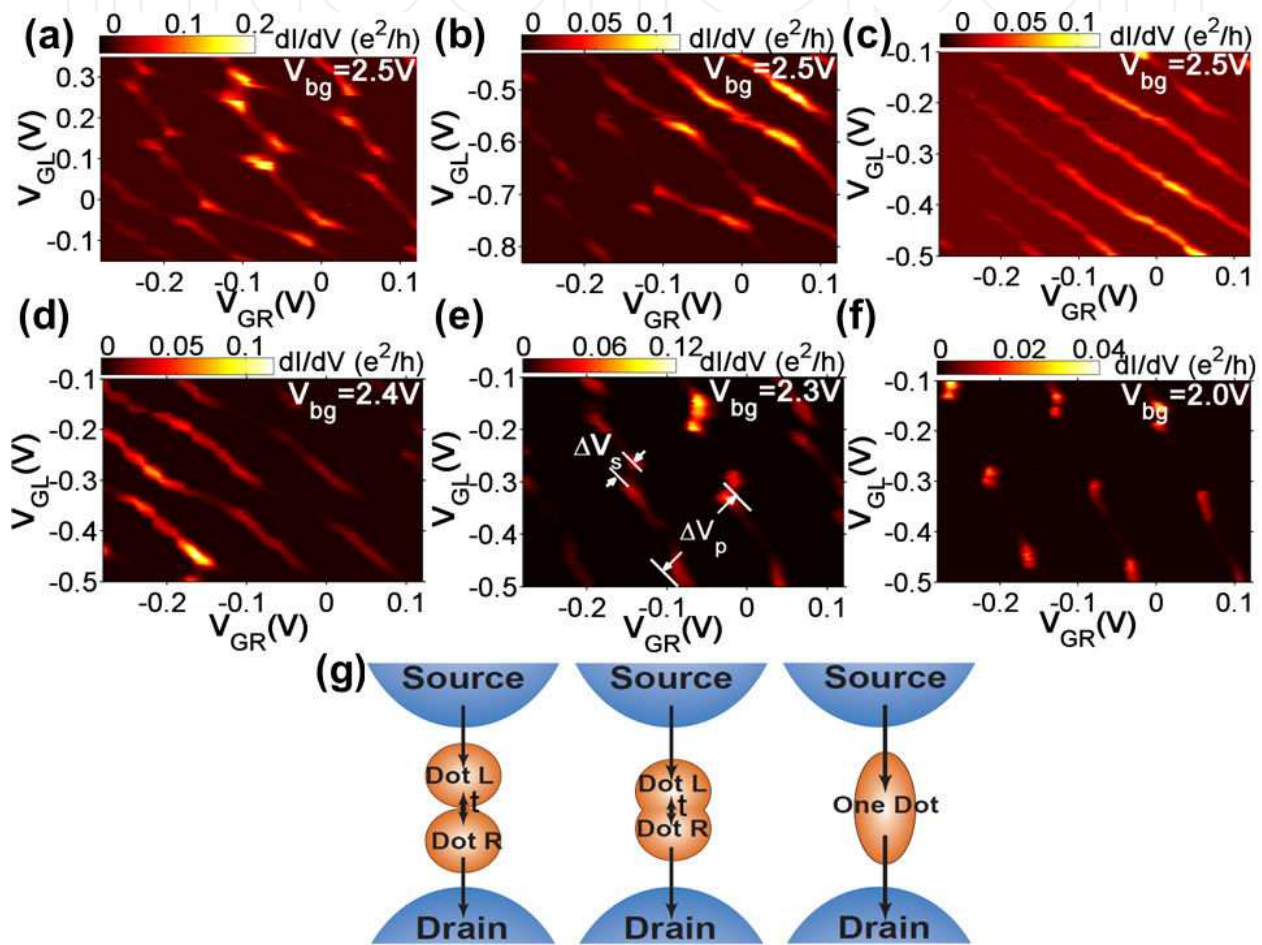 (a)
0 0.1 0.2
dI/dV (e²/h)
V_bg=2.5V
V_GL(V)
0.3
0.2
0.1
0
-0.1
-0.2 -0.1 0 0.1
V_GR(V)
(b)
0 0.05 0.1
dI/dV (e²/h)
V_bg=2.5V
V_GL(V)
-0.5
-0.6
-0.7
-0.8
-0.2 -0.1 0 0.1
V_GR(V)
(c)
0 0.05 0.1
dI/dV (e²/h)
V_bg=2.5V
V_GL(V)
-0.1
-0.2
-0.3
-0.4
-0.5
-0.2 -0.1 0 0.1
V_GR(V)
(d)
0 0.05 0.1
dI/dV (e²/h)
V_bg=2.4V
V_GL(V)
-0.1
-0.2
-0.3
-0.4
-0.5
-0.2 -0.1 0 0.1
V_GR(V)
(e)
0 0.06 0.12
dI/dV (e²/h)
V_bg=2.3V
ΔV_s
ΔV_p
V_GL(V)
-0.1
-0.2
-0.3
-0.4
-0.5
-0.2 -0.1 0 0.1
V_GR(V)
(f)
0 0.02 0.04
dI/dV (e²/h)
V_bg=2.0V
V_GL(V)
-0.1
-0.2
-0.3
-0.4
-0.5
-0.2 -0.1 0 0.1
V_GR(V)
(g)
Source
Dot L
t
Dot R
Drain
Source
Dot L
t
Dot R
Drain
Source
One Dot
Drain